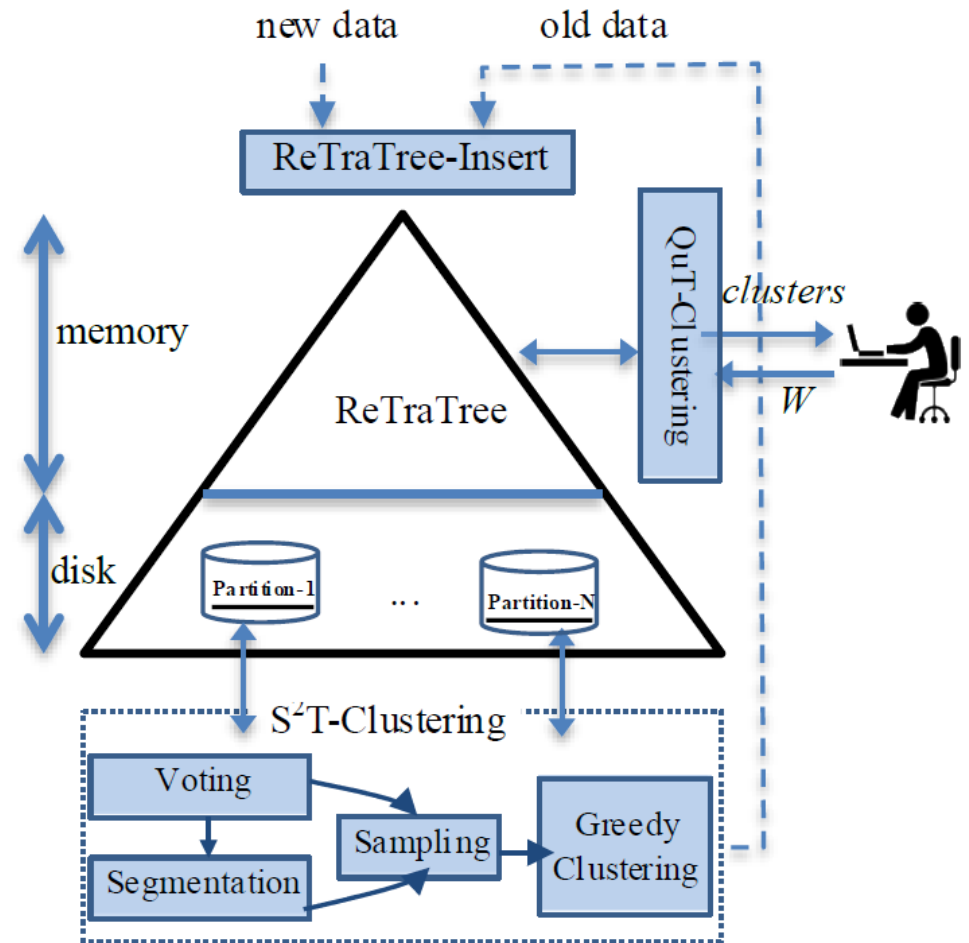 new data
old data
ReTraTree-Insert
QuT-Clustering
clusters
W
memory
ReTraTree
disk
Partition-1
...
Partition-N
S²T-Clustering
Voting
Segmentation
Sampling
Greedy
Clustering